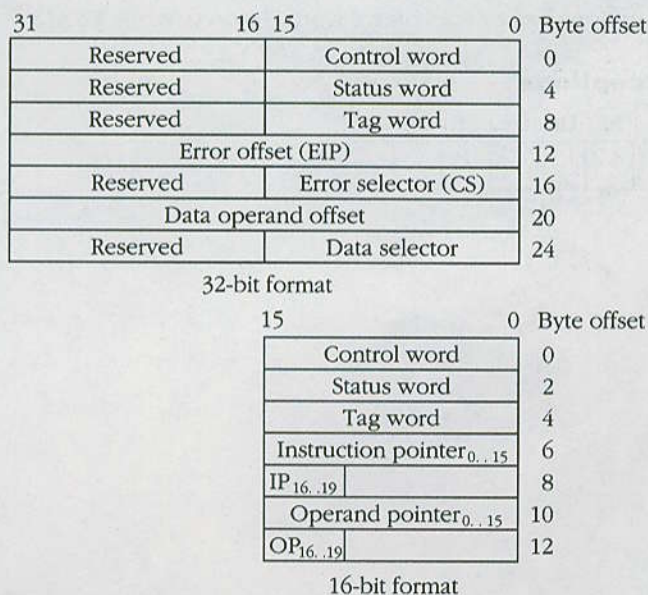 31 16 15 0 Byte offset
Reserved Control word 0
Reserved Status word 4
Reserved Tag word 8
Error offset (EIP) 12
Reserved Error selector (CS) 16
Data operand offset 20
Reserved Data selector 24
32-bit format
15 0 Byte offset
Control word 0
Status word 2
Tag word 4
Instruction pointer0. . 15 6
IP16. .19 8
Operand pointer0. . 15 10
OP16. .19 12
16-bit format